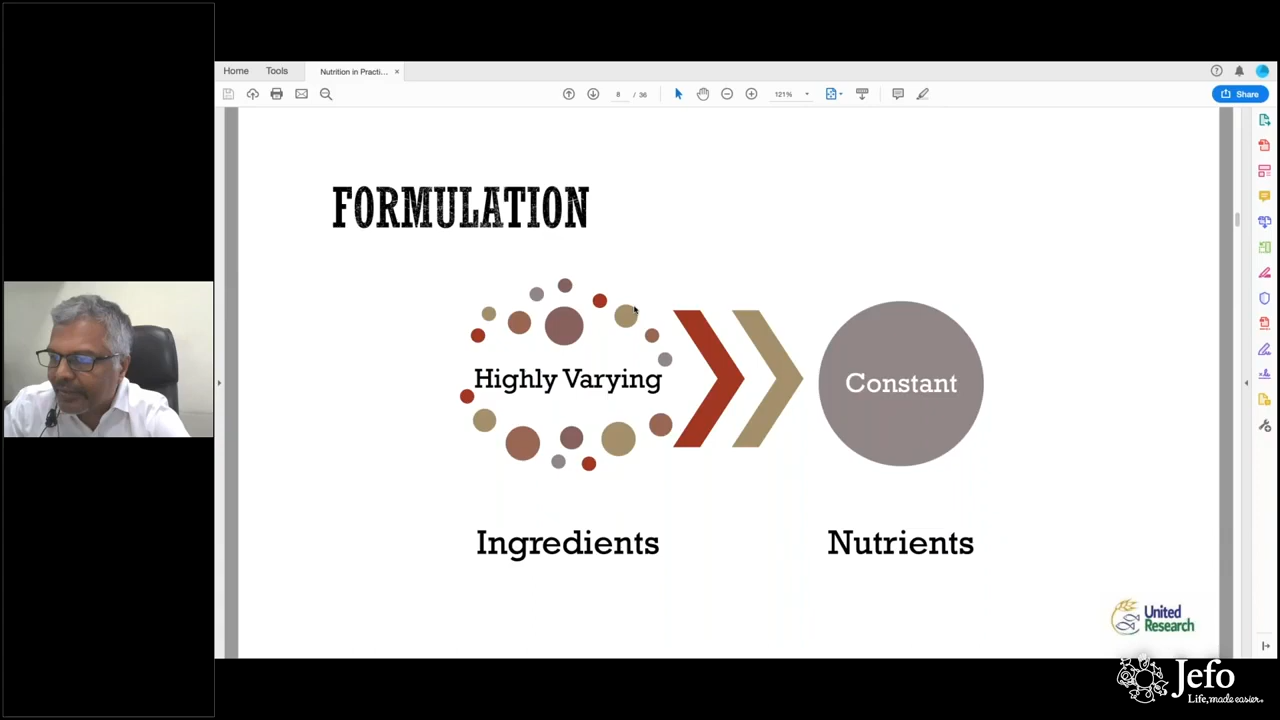 Home Tools Nutrition in Practi... ×
8 / 36 121% Share
FORMULATION
Highly Varying
Constant
Ingredients
Nutrients
United
Research
Jefo
Life, made easier.